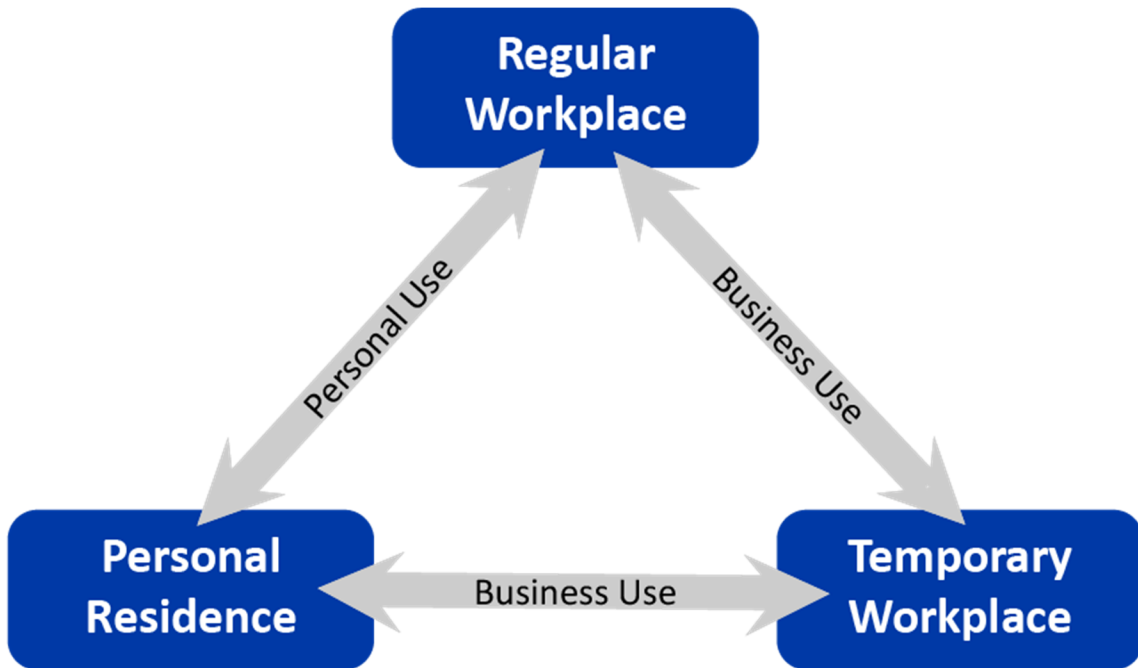 Regular
Workplace
Personal Use
Business Use
Personal
Residence
Business Use
Temporary
Workplace